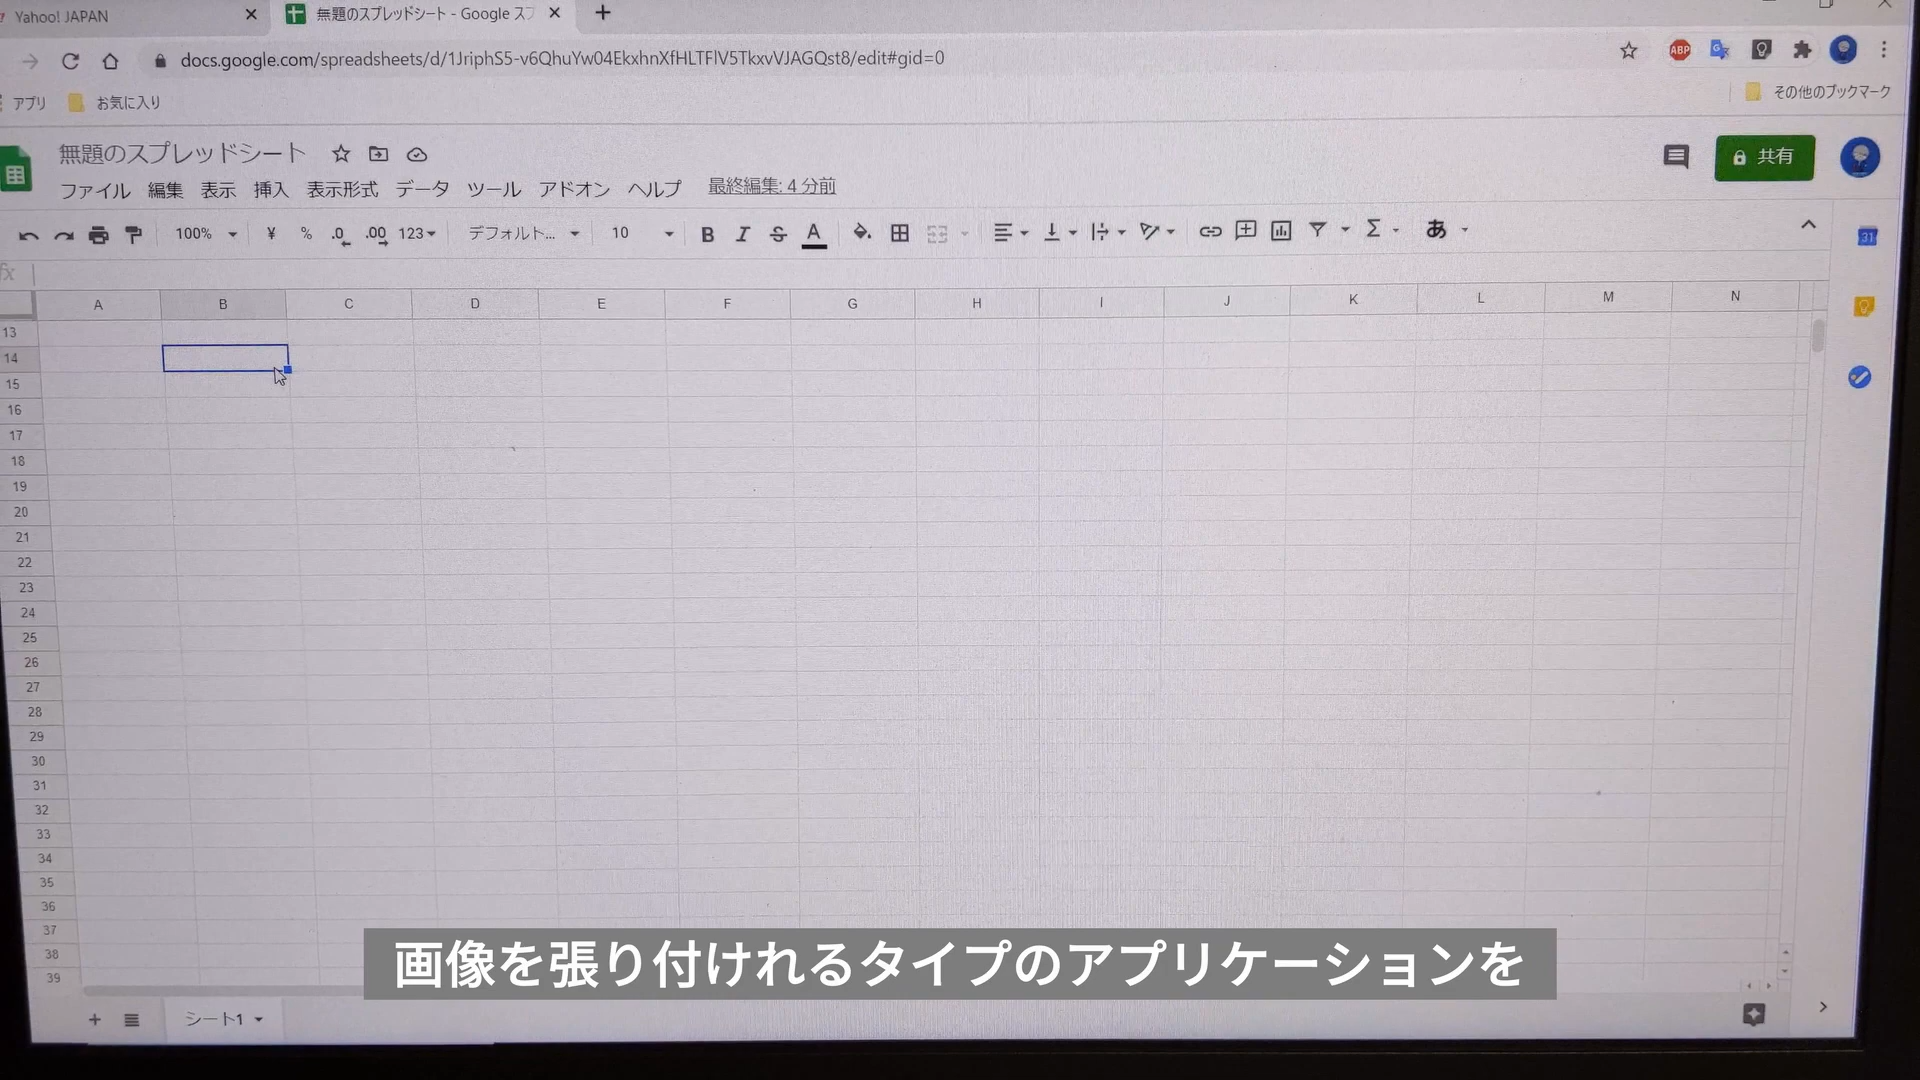 Yahoo! JAPAN
無題のスプレッドシート - Google ス
docs.google.com/spreadsheets/d/1JriphS5-v6QhuYw04EkxhnXfHLTFlV5TkxvVJAGQst8/edit#gid=0
ABP
アプリ
お気に入り
その他のブックマーク
無題のスプレッドシート
共有
ファイル 編集 表示 挿入 表示形式 データ ツール アドオン ヘルプ 最終編集: 4 分前
100% ¥ % .0 .00 123 デフォルト... 10 B I S A Σ あ
31
fx
A B C D E F G H I J K L M N
13
14
15
16
17
18
19
20
21
22
23
24
25
26
27
28
29
30
31
32
33
34
35
36
37
38
39
画像を張り付けれるタイプのアプリケーションを
シート1